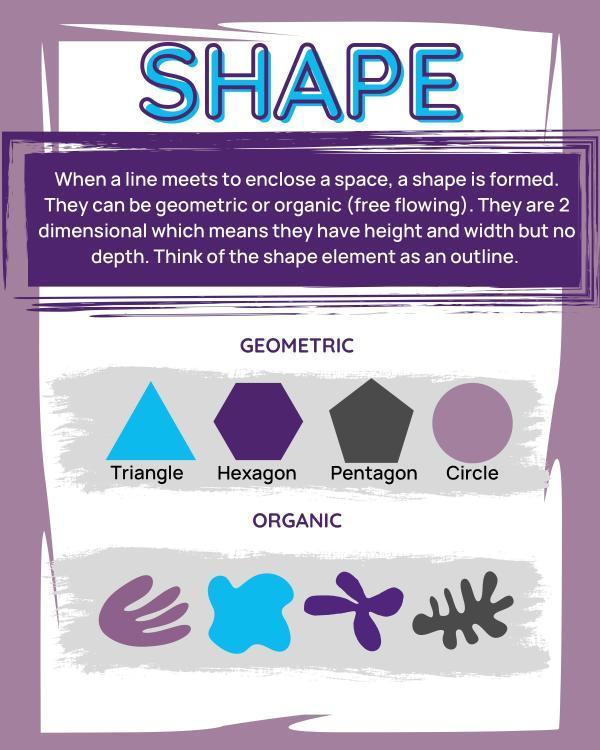 SHAPE
When a line meets to enclose a space, a shape is formed.
They can be geometric or organic (free flowing). They are 2
dimensional which means they have height and width but no
depth. Think of the shape element as an outline.
GEOMETRIC
Triangle Hexagon Pentagon Circle
ORGANIC